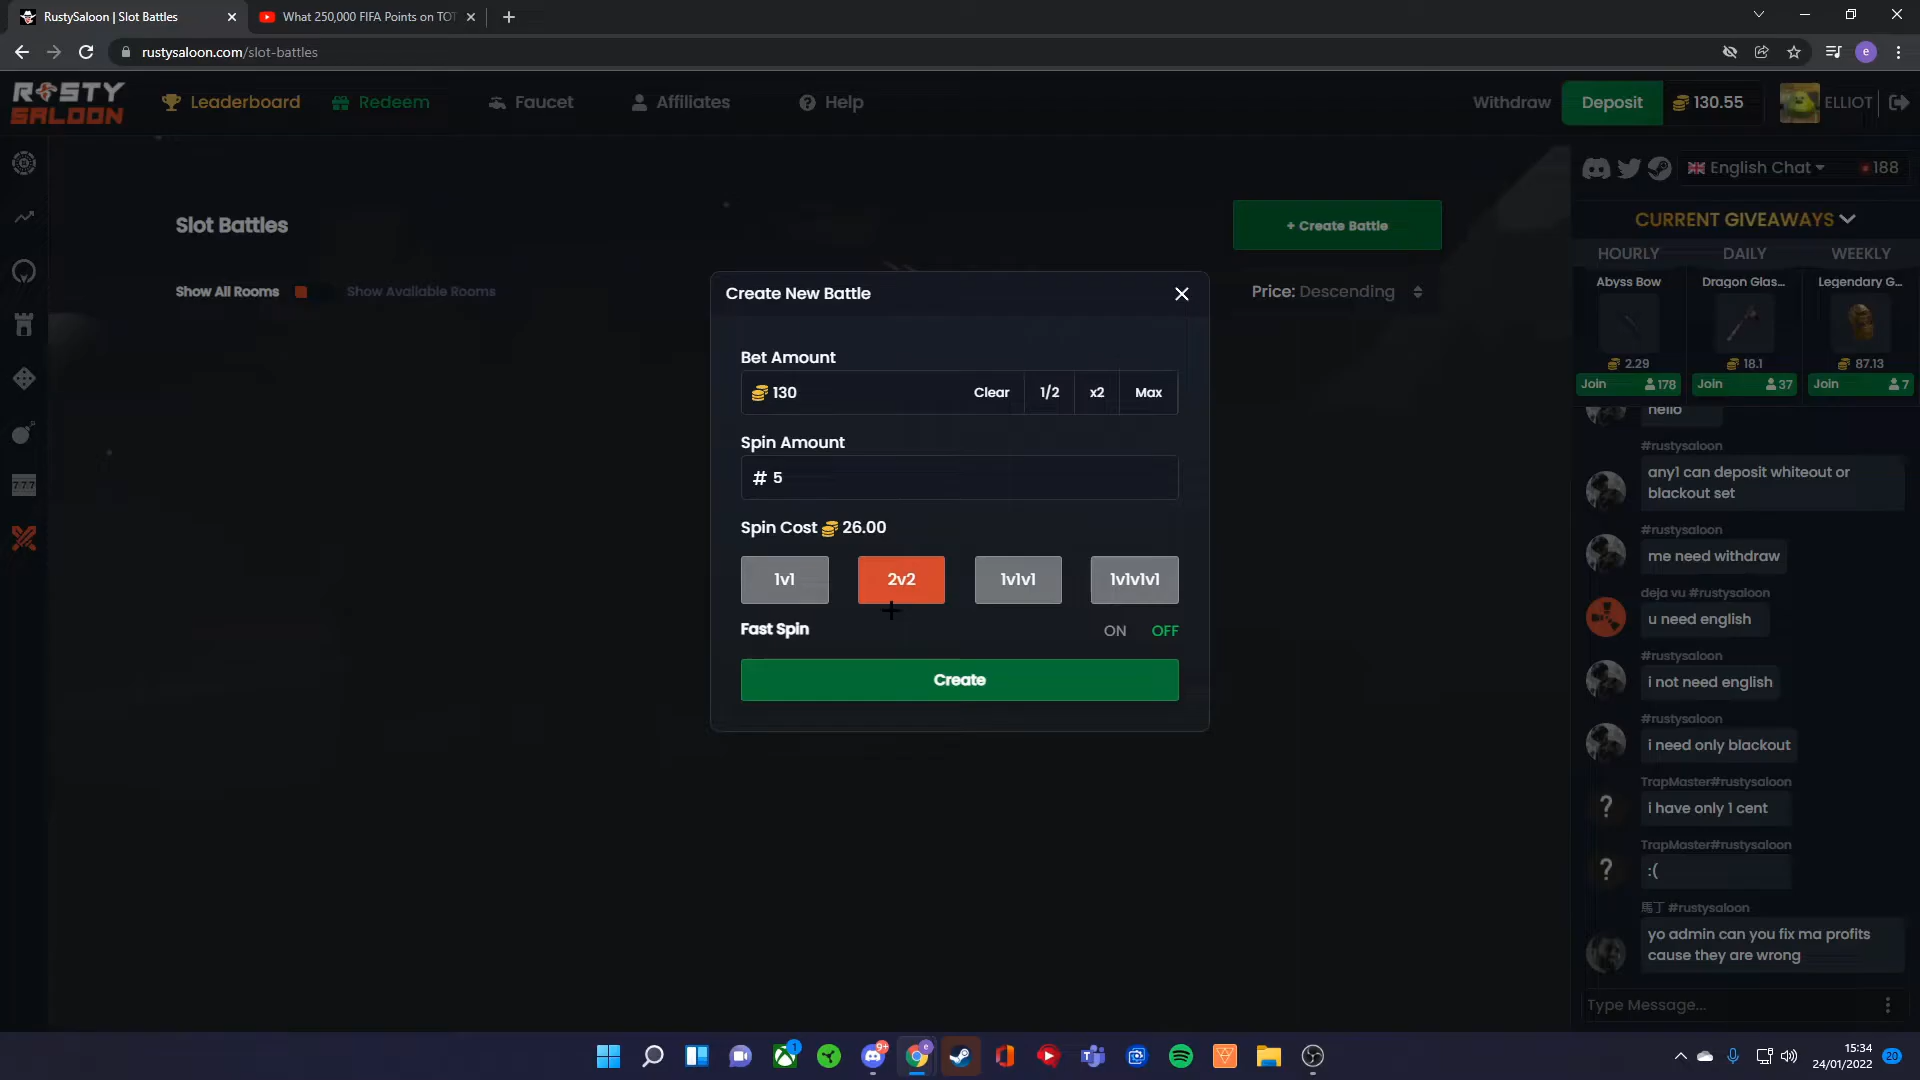 RustySaloon | Slot Battles
What 250,000 FIFA Points on TOT
rustysaloon.com/slot-battles
e
RUSTY
SALOON
Leaderboard
Redeem
Faucet
Affiliates
Help
Withdraw
Deposit
130.55
ELLIOT
Slot Battles
+ Create Battle
Show All Rooms
Show Available Rooms
Price: Descending
Create New Battle
Bet Amount
130
Clear
1/2
x2
Max
Spin Amount
# 5
Spin Cost 26.00
1v1
2v2
1v1v1
1v1v1v1
Fast Spin
ON
OFF
Create
English Chat
188
CURRENT GIVEAWAYS
HOURLY
DAILY
WEEKLY
Abyss Bow
Dragon Glas...
Legendary G...
2.29
18.1
87.13
Join 178
Join 37
Join 7
hello
#rustysaloon
any1 can deposit whiteout or
blackout set
#rustysaloon
me need withdraw
deja vu #rustysaloon
u need english
#rustysaloon
i not need english
#rustysaloon
i need only blackout
TrapMaster#rustysaloon
i have only 1 cent
TrapMaster#rustysaloon
:(
馬丁 #rustysaloon
yo admin can you fix ma profits
cause they are wrong
Type Message...
777
1
9+
15:34
24/01/2022
20